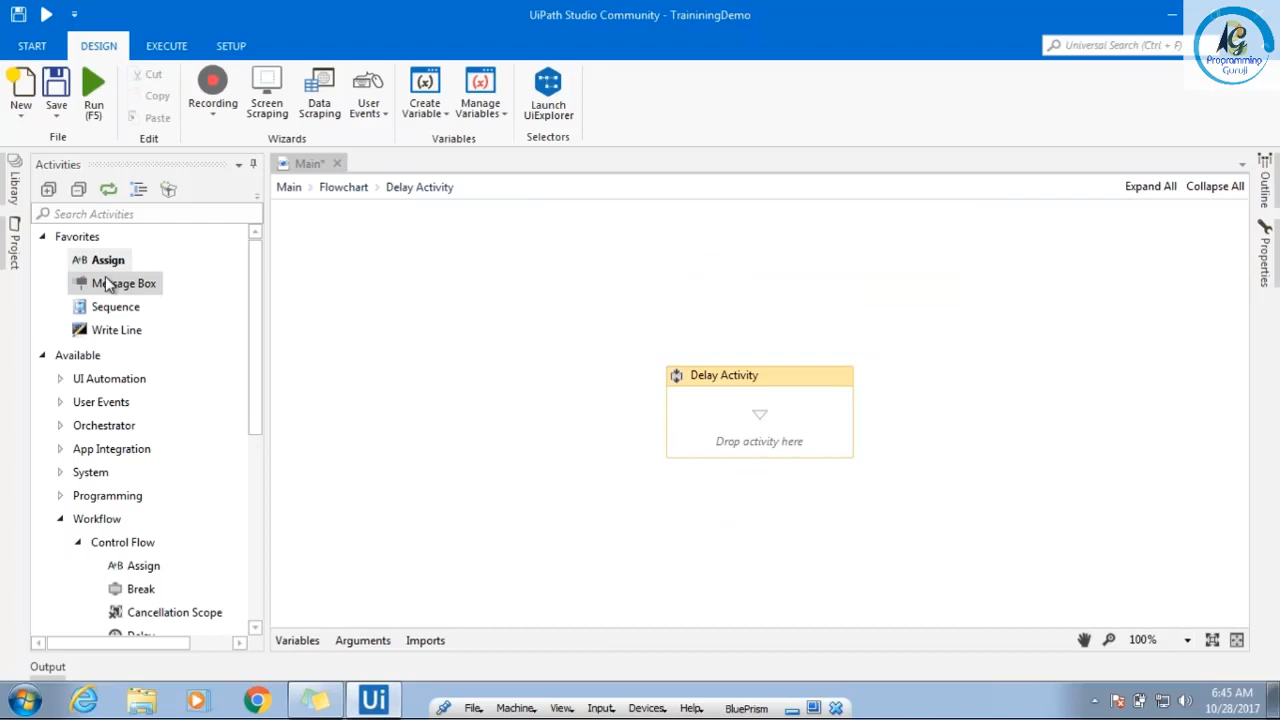 UiPath Studio Community - TrainingDemo
START
DESIGN
EXECUTE
SETUP
Universal Search (Ctrl + F)
Programming
Guruji
New
Save
Run
(F5)
Cut
Copy
Paste
Recording
Screen
Scraping
Data
Scraping
User
Events
Create
Variable
Manage
Variables
Launch
UiExplorer
File
Edit
Wizards
Variables
Selectors
Library
Project
Activities
Main*
Outline
Properties
Main > Flowchart > Delay Activity
Expand All
Collapse All
Search Activities
Favorites
A*B Assign
Message Box
Sequence
Write Line
Available
UI Automation
User Events
Orchestrator
App Integration
System
Programming
Workflow
Control Flow
A*B Assign
Break
Cancellation Scope
Delay
Delay Activity
Drop activity here
Variables
Arguments
Imports
100%
Output
Ui
File
Machine
View
Input
Devices
Help
BluePrism
6:45 AM
10/28/2017